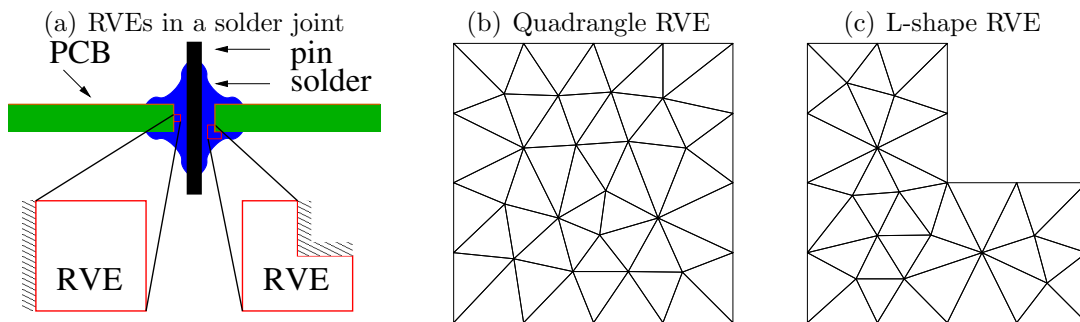 (a) RVEs in a solder joint
PCB
pin
solder
RVE
RVE
(b) Quadrangle RVE
(c) L-shape RVE